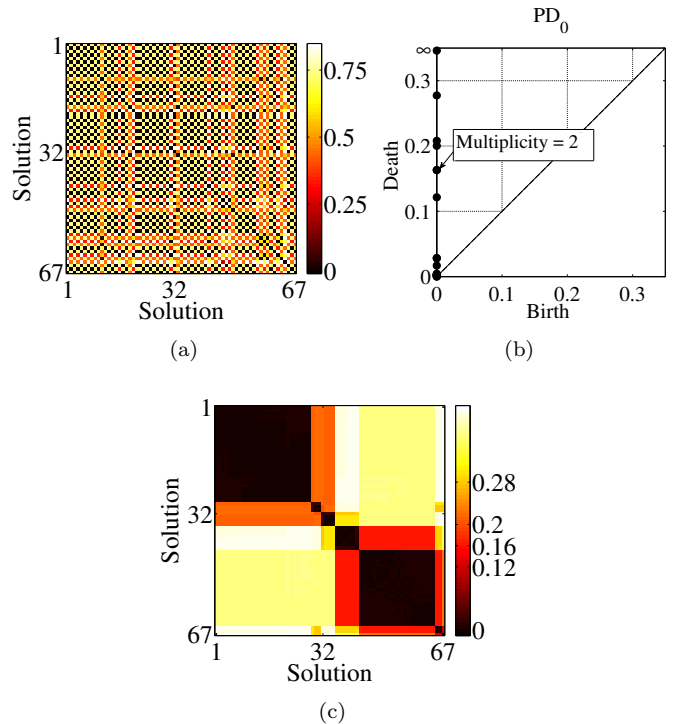 PD0
1
32
67
Solution
1
32
67
Solution
0.75
0.5
0.25
0
∞
0.3
0.2
0.1
0
Death
Multiplicity = 2
0
0.1
0.2
0.3
Birth
(a)
(b)
1
32
67
Solution
1
32
67
Solution
0.28
0.2
0.16
0.12
0
(c)